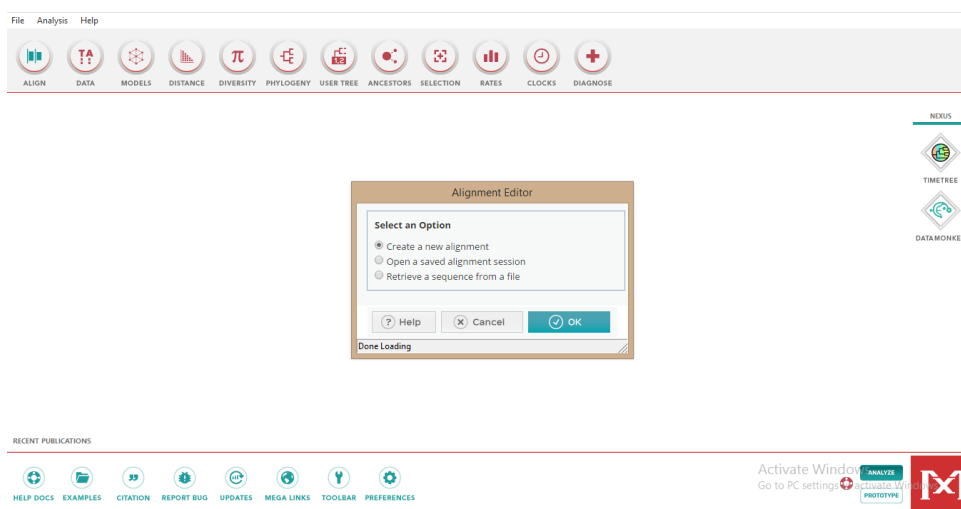 File Analysis Help
TA
π
1.2
ALIGN DATA MODELS DISTANCE DIVERSITY PHYLOGENY USER TREE ANCESTORS SELECTION RATES CLOCKS DIAGNOSE
NEXUS
TIMETREE
DATAMONKE
Alignment Editor
Select an Option
Create a new alignment
Open a saved alignment session
Retrieve a sequence from a file
? Help Cancel OK
Done Loading
RECENT PUBLICATIONS
HELP DOCS EXAMPLES CITATION REPORT BUG UPDATES MEGA LINKS TOOLBAR PREFERENCES
Activate Windows
Go to PC settings to activate Windows
ANALYZE
PROTOTYPE
M